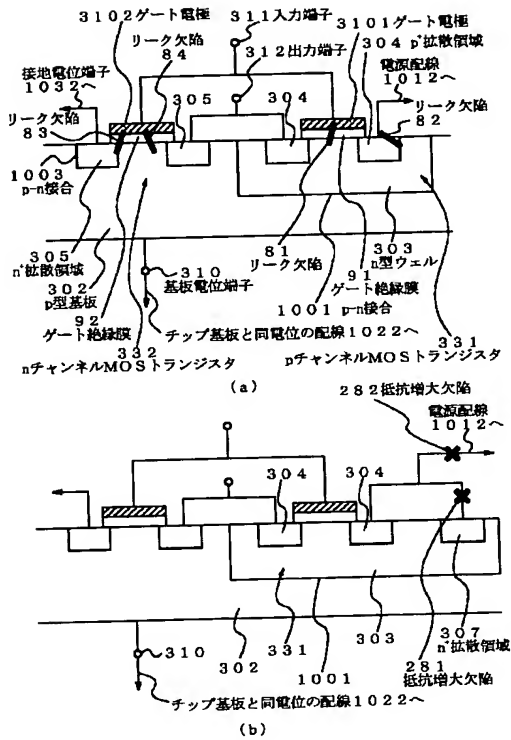 3102ゲート電極
リーク欠陥
84
311入力端子
312出力端子
3101ゲート電極
304 p⁺拡散領域
電源配線
1012へ
リーク欠陥
82
接地電位端子
1032へ
リーク欠陥
83
305
304
1003
p-n接合
305
n⁺拡散領域
302
p型基板
92
ゲート絶縁膜
332
nチャンネルMOSトランジスタ
310
基板電位端子
チップ基板と同電位の配線1022へ
81
リーク欠陥
1001
p-n接合
91
ゲート絶縁膜
303
n型ウェル
331
pチャンネルMOSトランジスタ
(a)
282抵抗増大欠陥
電源配線
1012へ
304
304
310
302
331
1001
303
307
n⁺拡散領域
281
抵抗増大欠陥
チップ基板と同電位の配線1022へ
(b)